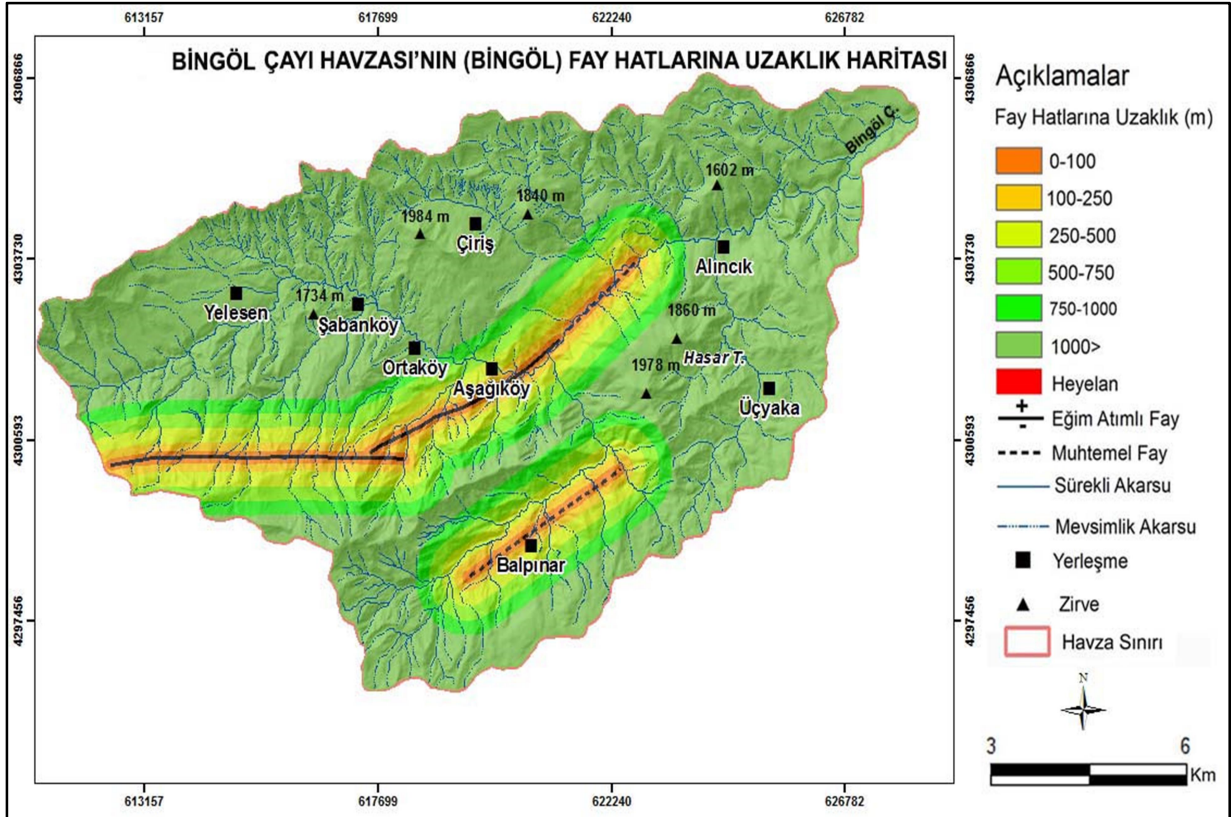 613157 617699 622240 626782
BİNGÖL ÇAYI HAVZASI'NIN (BİNGÖL) FAY HATLARINA UZAKLIK HARİTASI
4306866
4303730
4300593
4297456
4306866
4303730
4300593
4297456
Bingöl Ç.
1602 m
1840 m
1984 m
Çiriş
Alıncık
1734 m
Yelesen
Şabanköy
1860 m
Ortaköy
Hasar T.
Aşağıköy
1978 m
Üçyaka
Balpınar
613157 617699 622240 626782
Açıklamalar
Fay Hatlarına Uzaklık (m)
0-100
100-250
250-500
500-750
750-1000
1000>
Heyelan
+
-
Eğim Atımlı Fay
Muhtemel Fay
Sürekli Akarsu
Mevsimlik Akarsu
Yerleşme
Zirve
Havza Sınırı
N
3 6
Km